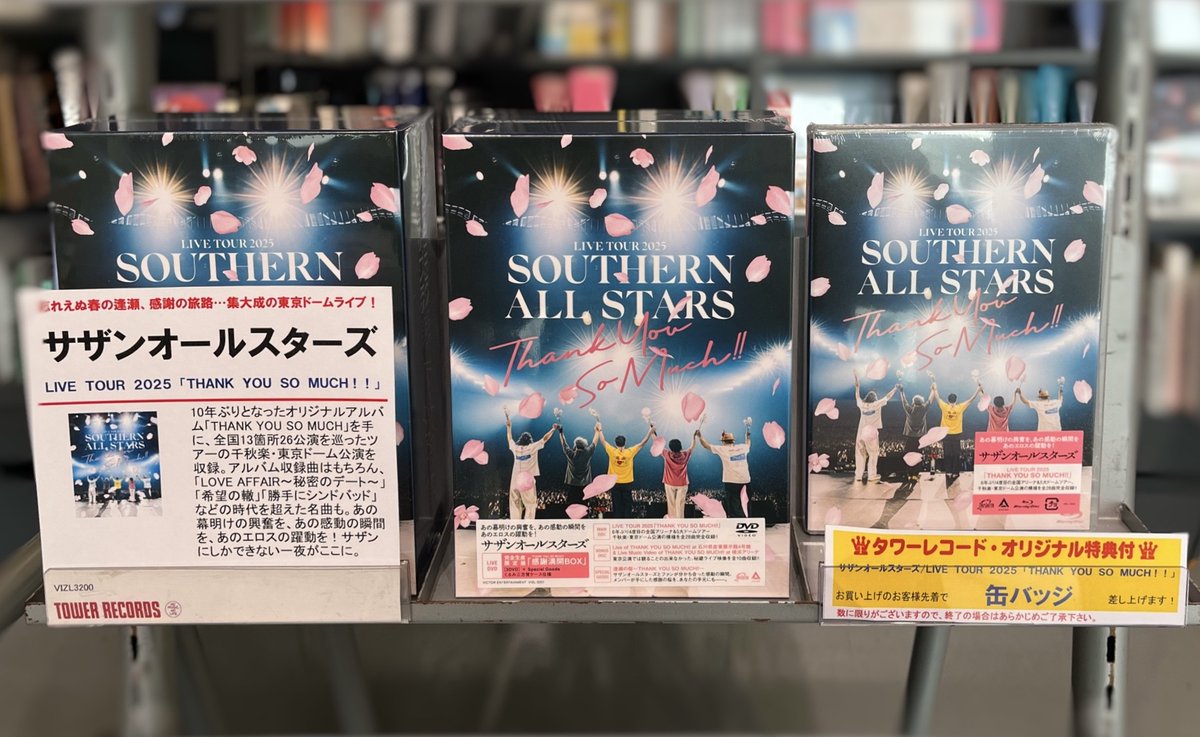 LIVE TOUR 2025
SOUTHERN
れえぬ春の逢瀬、感謝の旅路…集大成の東京ドームライブ！
サザンオールスターズ
LIVE TOUR 2025「THANK YOU SO MUCH！！」
SOUTHERN
ALL STARS
10年ぶりとなったオリジナルアルバ
ム「THANK YOU SO MUCH」を手
に、全国13箇所26公演を巡ったツ
アーの千秋楽・東京ドーム公演の模様を
収録。アルバム収録曲はもちろん、
「LOVE AFFAIR～秘密のデート～」
「希望の轍」「勝手にシンドバッド」
などの時代を超えた名曲も。あの
幕明けの興奮を、あの感動の瞬間
を、あのエロスの躍動を！サザン
にしかできない一夜がここに。
VIZL3200
TOWER RECORDS
LIVE TOUR 2025
SOUTHERN
ALL STARS
Thank You
So Much!!
あの幕明けの興奮を、あの感動の瞬間を
あのエロスの躍動を！
サザンオールスターズ
LIVE DVD
完全生産限定盤
「感謝満開BOX」
DVD
VIDEO
LIVE TOUR 2025「THANK YOU SO MUCH!!」
LIVE TOUR 2025
SOUTHERN
ALL STARS
Thank You
So Much!!
あの幕明けの興奮を、あの感動の瞬間を
あのエロスの躍動を！
サザンオールスターズ
LIVE TOUR 2025
「THANK YOU SO MUCH!!」
タワーレコード・オリジナル特典付
サザンオールスターズ/LIVE TOUR 2025「THANK YOU SO MUCH！！」
お買い上げのお客様先着で 缶バッジ 差し上げます！
数に限りがございますので、終了の場合はあらかじめご了承下さい。